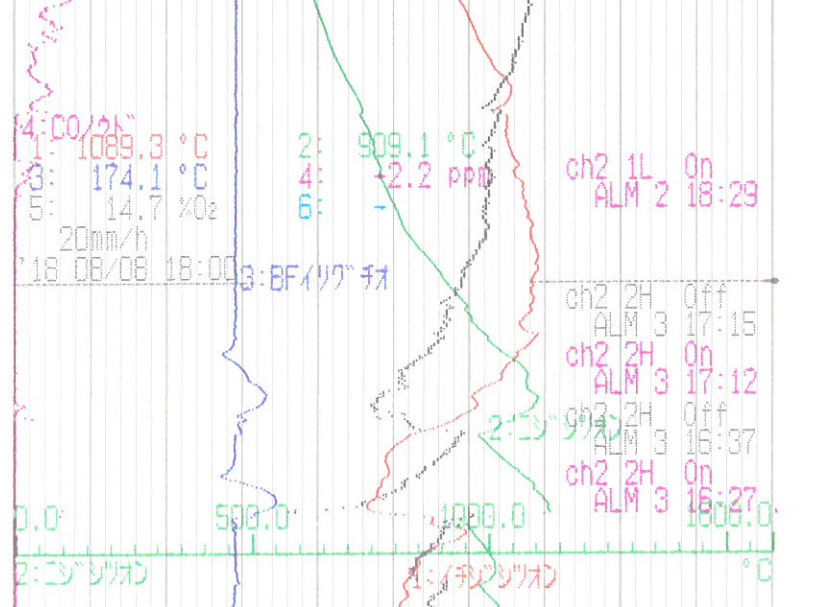 4:CO/ウド
1: 1089.3 °C
2: 909.1 °C
3: 174.1 °C
4: -2.2 ppm
5: 14.7 %O₂
6: -
20mm/h
'18 08/08 18:00
3:BFイリグチオ
ch2 1L On
ALM 2 18:29
ch2 2H Off
ALM 3 17:15
ch2 2H On
ALM 3 17:12
ch2 2H Off
ALM 3 16:37
2:ニジシツオン
ch2 2H On
ALM 3 16:27
0.0
500.0
1000.0
1600.0
2:ニジシツオン
1:イチジシツオン
°C